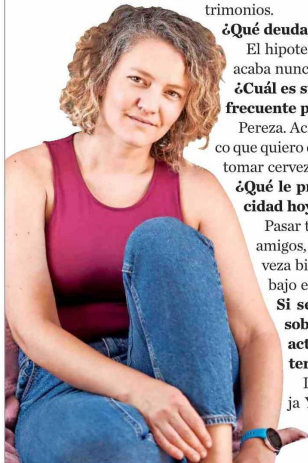 trimonios.
¿Qué deuda
El hipote
acaba nunc
¿Cuál es s
frecuente p
Pereza. Ac
co que quiero
tomar cervez
¿Qué le pr
cidad hoy
Pasar t
amigos,
veza bi
bajo e
Si se
sob
act
ter
ja Y